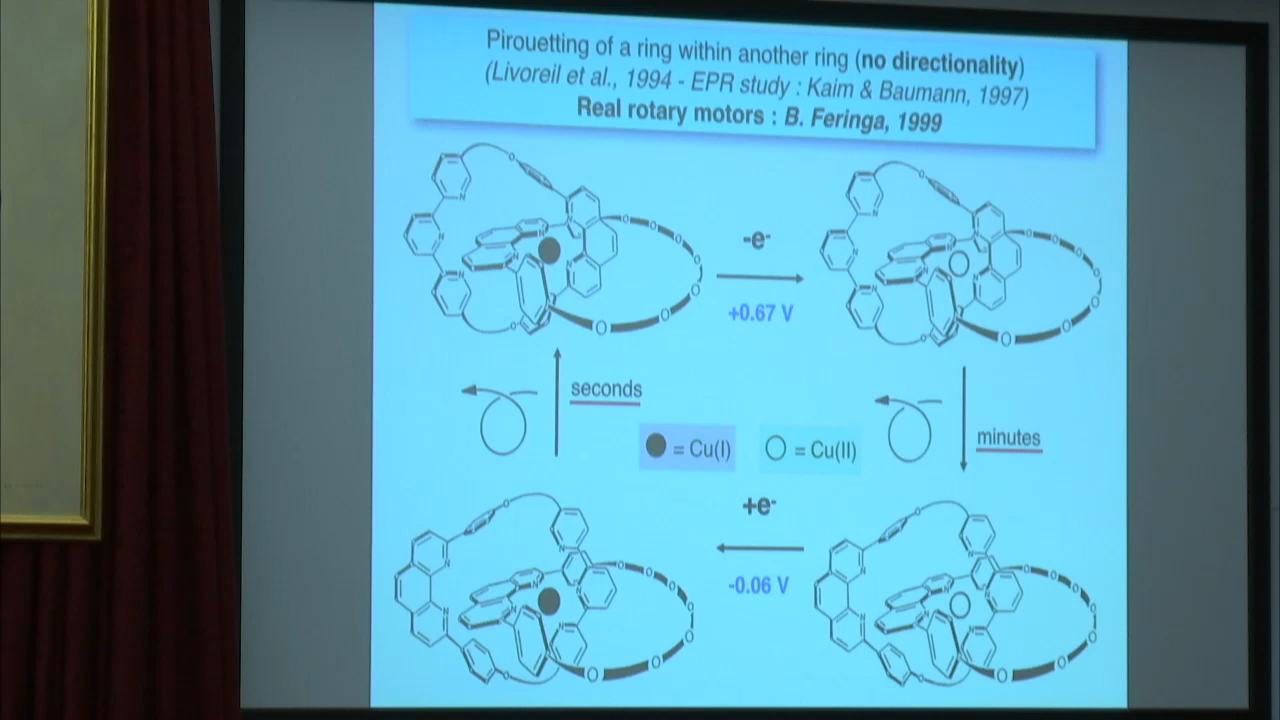 Pirouetting of a ring within another ring (no directionality)
(Livoreil et al., 1994 - EPR study : Kaim & Baumann, 1997)
Real rotary motors : B. Feringa, 1999
-e-
+0.67 V
seconds
minutes
= Cu(I)
= Cu(II)
+e-
-0.06 V